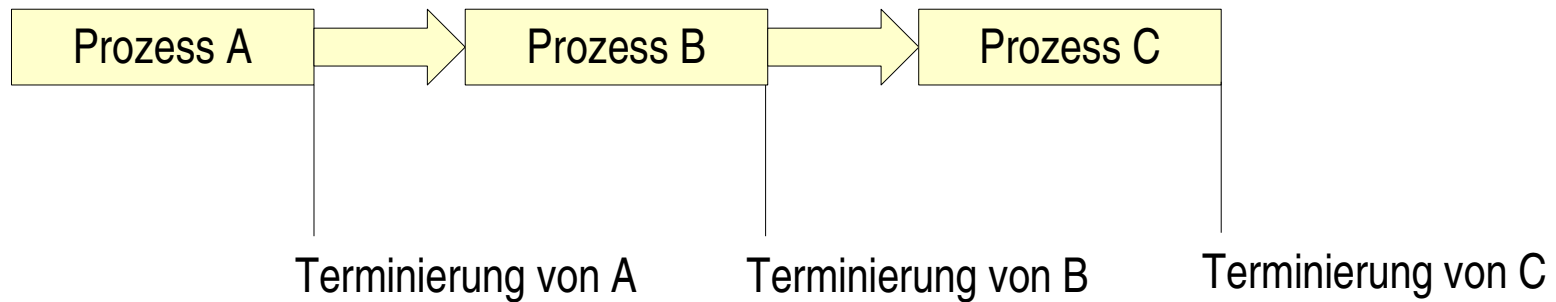 Prozess A
Prozess B
Prozess C
Terminierung von A
Terminierung von B
Terminierung von C